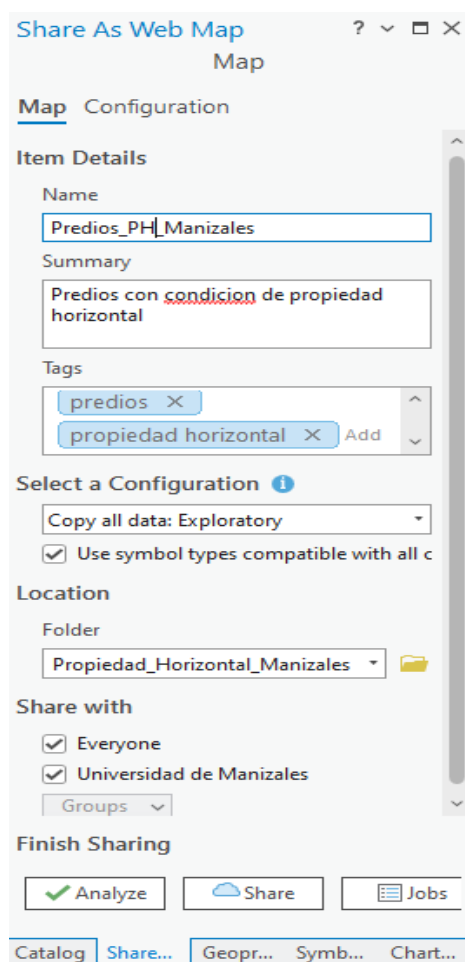 Share As Web Map ?
Map
Map Configuration
Item Details
Name
Predios_PH_Manizales
Summary
Predios con condicion de propiedad
horizontal
Tags
predios
propiedad horizontal Add
Select a Configuration
Copy all data: Exploratory
Use symbol types compatible with all c
Location
Folder
Propiedad_Horizontal_Manizales
Share with
Everyone
Universidad de Manizales
Groups
Finish Sharing
Analyze Share Jobs
Catalog Share... Geopr... Symb... Chart...